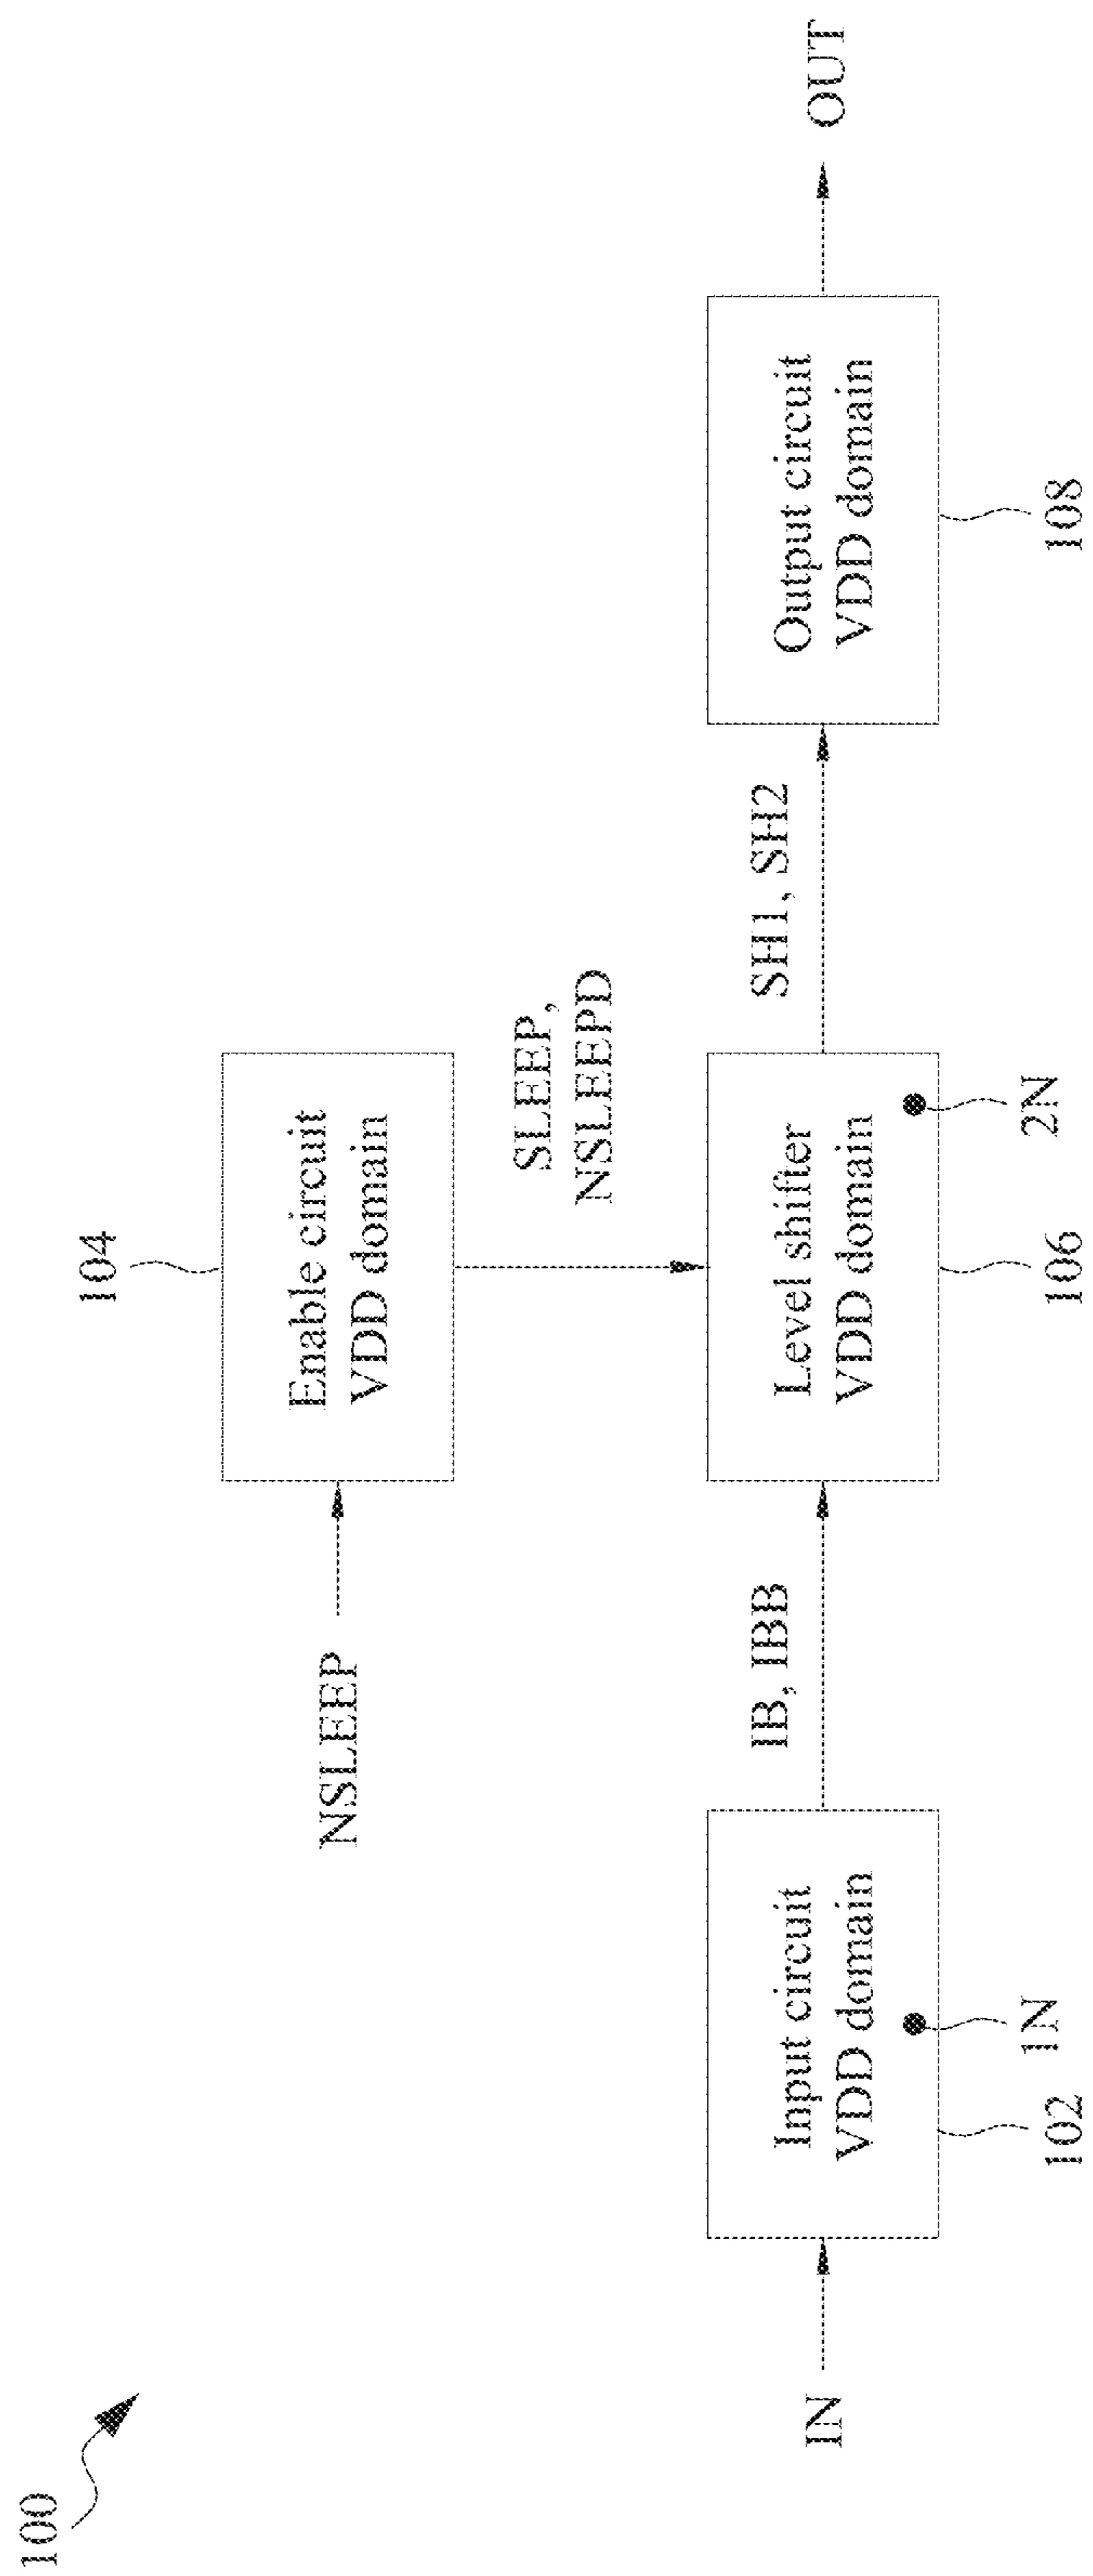 100
104
Enable circuit
VDD domain
NSLEEP
SLEEP,
NSLEEPD
IN
Input circuit
VDD domain
IB, IBB
Level shifter
VDD domain
SH1, SH2
Output circuit
VDD domain
OUT
102
1N
106
2N
108